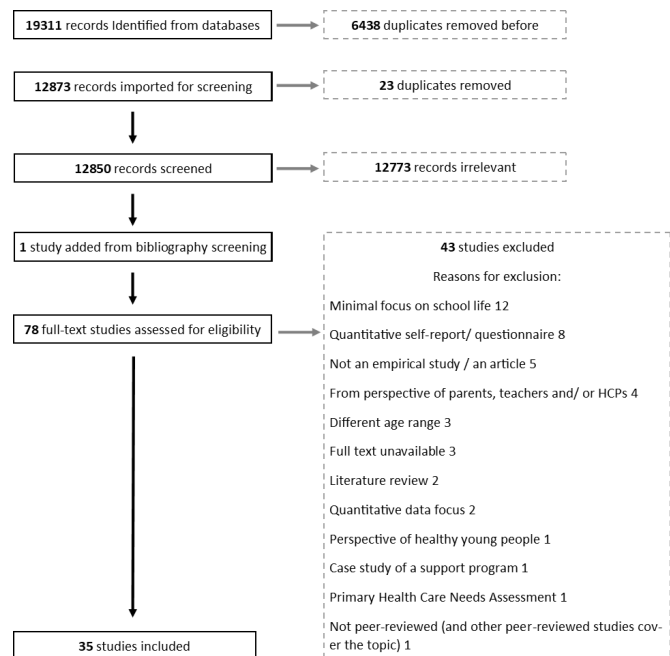 19311 records Identified from databases
6438 duplicates removed before
12873 records imported for screening
23 duplicates removed
12850 records screened
12773 records irrelevant
1 study added from bibliography screening
78 full-text studies assessed for eligibility
43 studies excluded
Reasons for exclusion:
Minimal focus on school life 12
Quantitative self-report/ questionnaire 8
Not an empirical study / an article 5
From perspective of parents, teachers and/ or HCPs 4
Different age range 3
Full text unavailable 3
Literature review 2
Quantitative data focus 2
Perspective of healthy young people 1
Case study of a support program 1
Primary Health Care Needs Assessment 1
Not peer-reviewed (and other peer-reviewed studies cov-
er the topic) 1
35 studies included